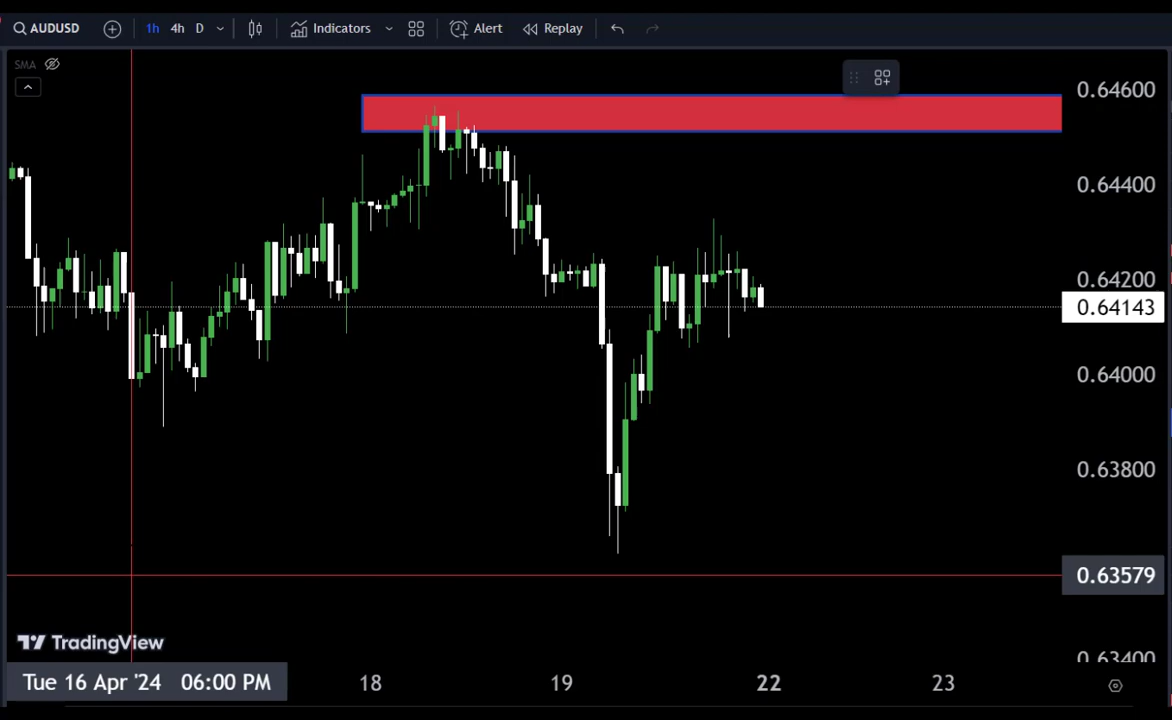 AUDUSD 1h 4h D Indicators Alert Replay
SMA
0.64600
0.64400
0.64200
0.64143
0.64000
0.63800
0.63579
0.63400
TradingView
Tue 16 Apr '24 06:00 PM 18 19 22 23